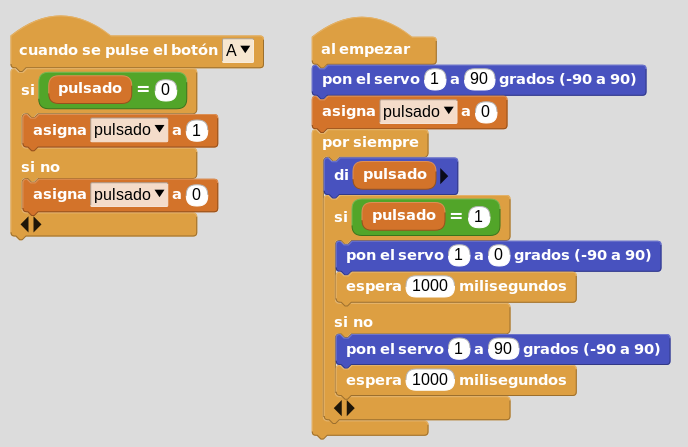 cuando se pulse el botón A
si pulsado = 0
asigna pulsado a 1
si no
asigna pulsado a 0
al empezar
pon el servo 1 a 90 grados (-90 a 90)
asigna pulsado a 0
por siempre
di pulsado
si pulsado = 1
pon el servo 1 a 0 grados (-90 a 90)
espera 1000 milisegundos
si no
pon el servo 1 a 90 grados (-90 a 90)
espera 1000 milisegundos